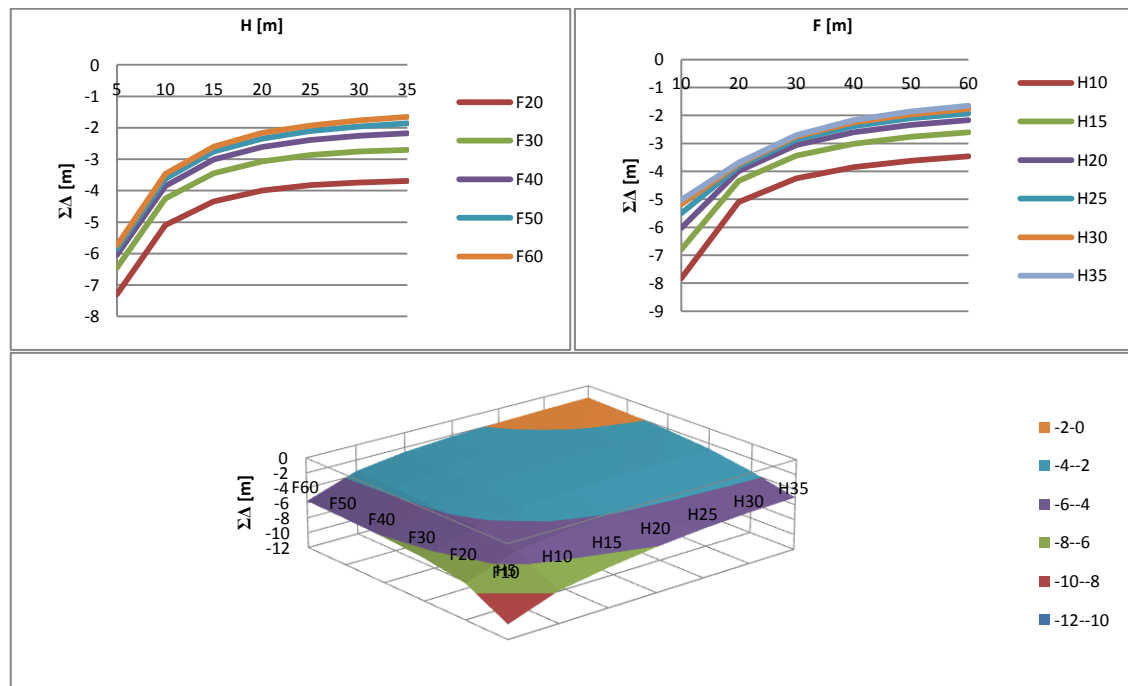 H [m]
0
-1
-2
-3
-4
-5
-6
-7
-8
5 10 15 20 25 30 35
ΣΔ [m]
F20
F30
F40
F50
F60
F [m]
0
-1
-2
-3
-4
-5
-6
-7
-8
-9
10 20 30 40 50 60
ΣΔ [m]
H10
H15
H20
H25
H30
H35
0
-2
-4
-6
-8
-10
-12
ΣΔ [m]
F60
F50
F40
F30
F20
F10
H5
H10
H15
H20
H25
H30
H35
-2-0
-4--2
-6--4
-8--6
-10--8
-12--10